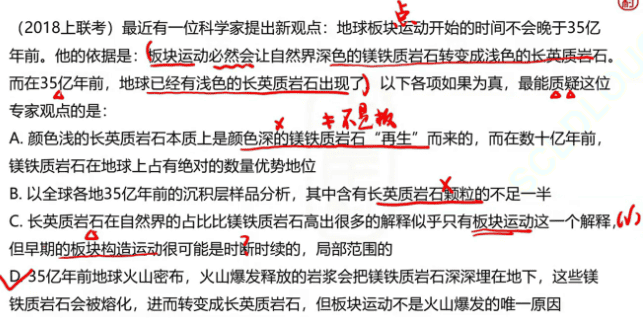 点
（2018上联考）最近有一位科学家提出新观点：地球板块运动开始的时间不会晚于35亿
年前。他的依据是：板块运动必然会让自然界深色的镁铁质岩石转变成浅色的长英质岩石。
而在35亿年前，地球已经有浅色的长英质岩石出现了，以下各项如果为真，最能质疑这位
专家观点的是：
不是板
A. 颜色浅的长英质岩石本质上是颜色深的镁铁质岩石“再生”而来的，而在数十亿年前，
镁铁质岩石在地球上占有绝对的数量优势地位
B. 以全球各地35亿年前的沉积层样品分析，其中含有长英质岩石颗粒的不足一半
C. 长英质岩石在自然界的占比比镁铁质岩石高出很多的解释似乎只有板块运动这一个解释，(√)
但早期的板块构造运动很可能是时断时续的，局部范围的
D. 35亿年前地球火山密布，火山爆发释放的岩浆会把镁铁质岩石深深埋在地下，这些镁
铁质岩石会被熔化，进而转变成长英质岩石，但板块运动不是火山爆发的唯一原因